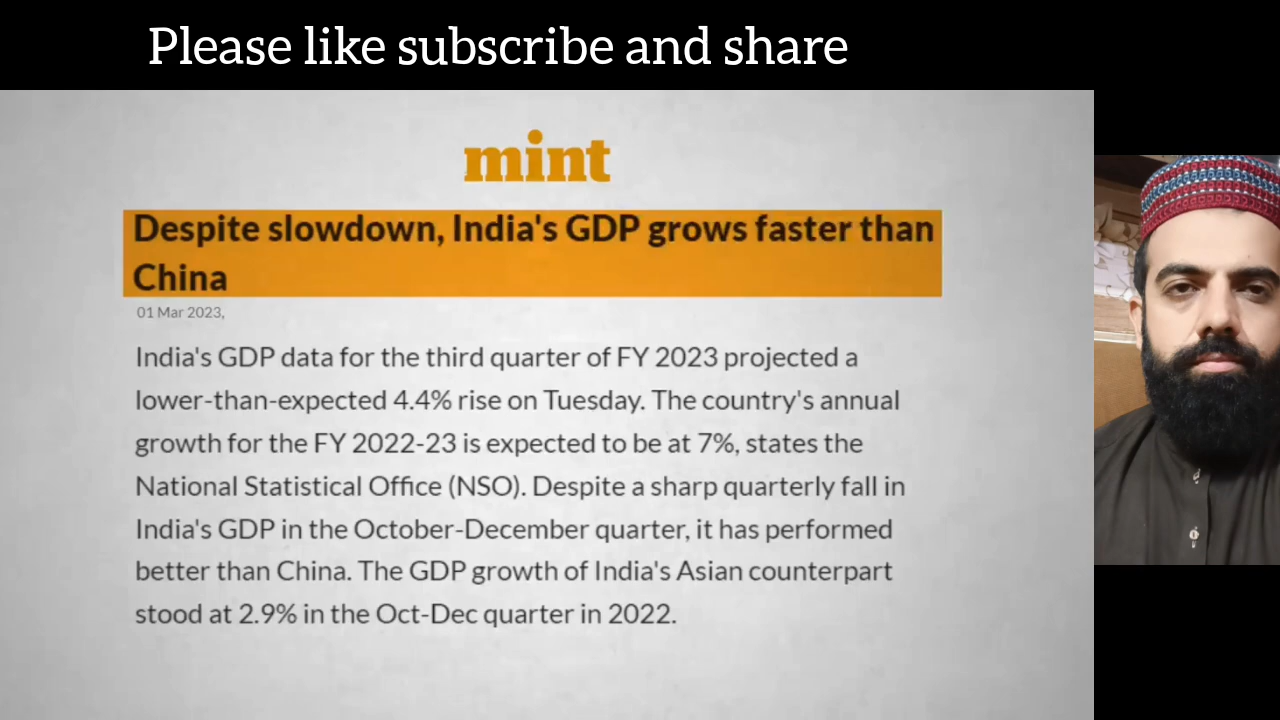 Please like subscribe and share
mint
Despite slowdown, India's GDP grows faster than
China
01 Mar 2023,
India's GDP data for the third quarter of FY 2023 projected a
lower-than-expected 4.4% rise on Tuesday. The country's annual
growth for the FY 2022-23 is expected to be at 7%, states the
National Statistical Office (NSO). Despite a sharp quarterly fall in
India's GDP in the October-December quarter, it has performed
better than China. The GDP growth of India's Asian counterpart
stood at 2.9% in the Oct-Dec quarter in 2022.